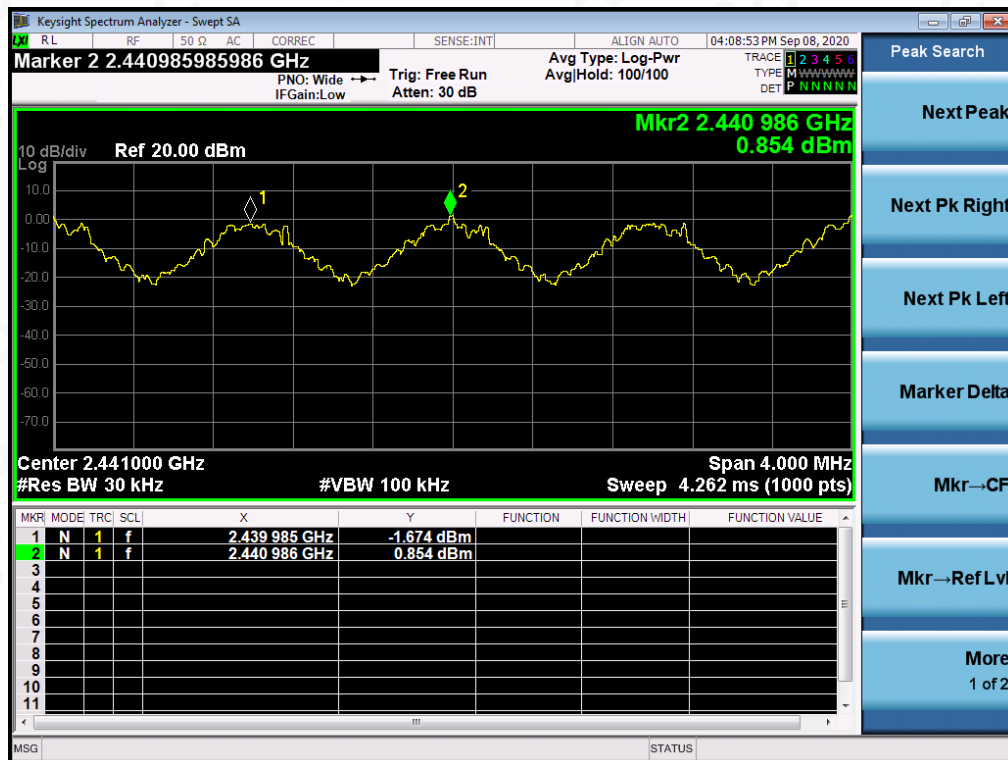 Keysight Spectrum Analyzer - Swept SA
LXI RL RF 50 Ω AC CORREC SENSE:INT ALIGN AUTO 04:08:53 PM Sep 08, 2020
Marker 2 2.440985985986 GHz
PNO: Wide
IFGain:Low
Trig: Free Run
Atten: 30 dB
Avg Type: Log-Pwr
Avg|Hold: 100/100
TRACE 1 2 3 4 5 6
TYPE M WWWWW
DET P N N N N N
Mkr2 2.440 986 GHz
0.854 dBm
10 dB/div Ref 20.00 dBm
Log
10.0
0.00
-10.0
-20.0
-30.0
-40.0
-50.0
-60.0
-70.0
1
2
Center 2.441000 GHz Span 4.000 MHz
#Res BW 30 kHz #VBW 100 kHz Sweep 4.262 ms (1000 pts)
MKR MODE TRC SCL X Y FUNCTION FUNCTION WIDTH FUNCTION VALUE
1 N 1 f 2.439 985 GHz -1.674 dBm
2 N 1 f 2.440 986 GHz 0.854 dBm
3
4
5
6
7
8
9
10
11
MSG STATUS
Peak Search
Next Peak
Next Pk Right
Next Pk Left
Marker Delta
Mkr→CF
Mkr→Ref Lvl
More
1 of 2